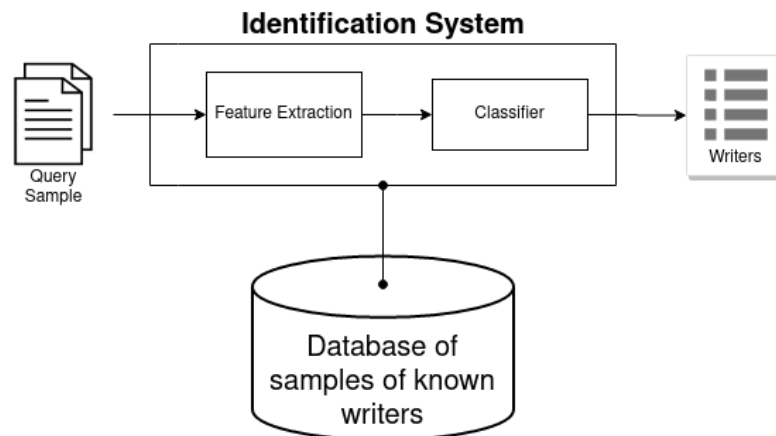 Identification System
Feature Extraction
Classifier
Query
Sample
Writers
Database of
samples of known
writers